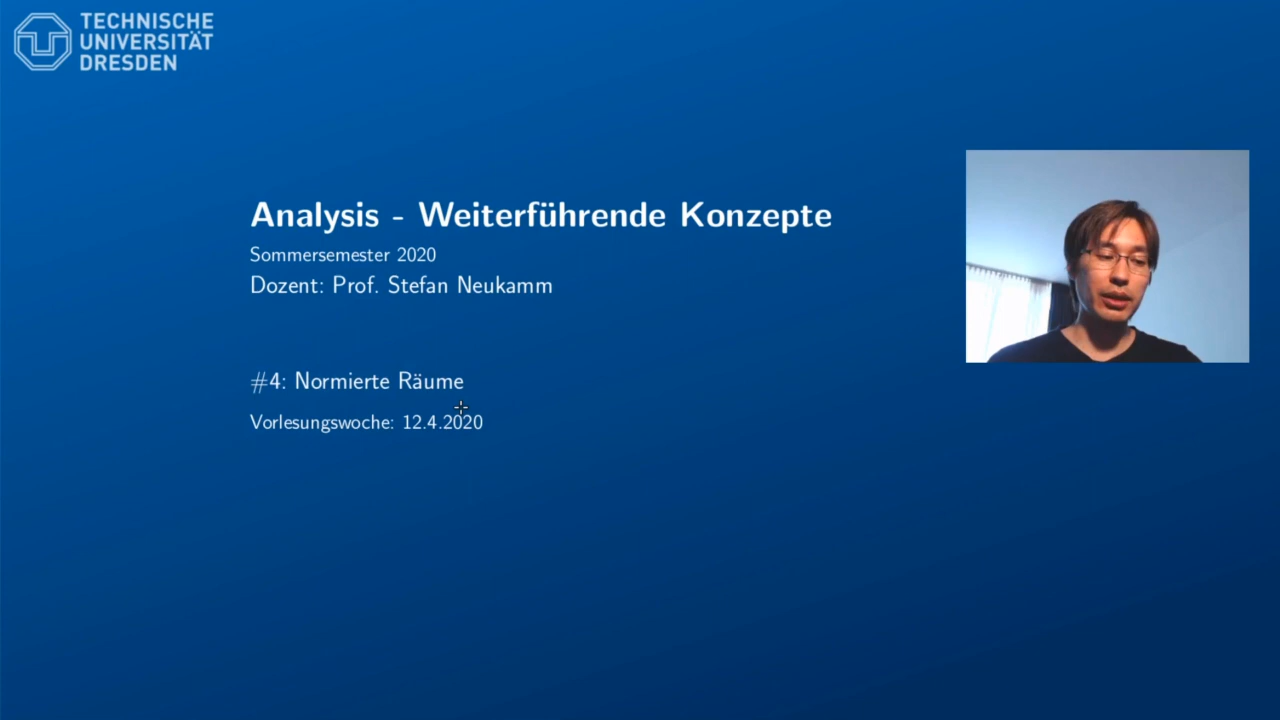 TECHNISCHE
UNIVERSITÄT
DRESDEN
Analysis - Weiterführende Konzepte
Sommersemester 2020
Dozent: Prof. Stefan Neukamm
#4: Normierte Räume
Vorlesungswoche: 12.4.2020